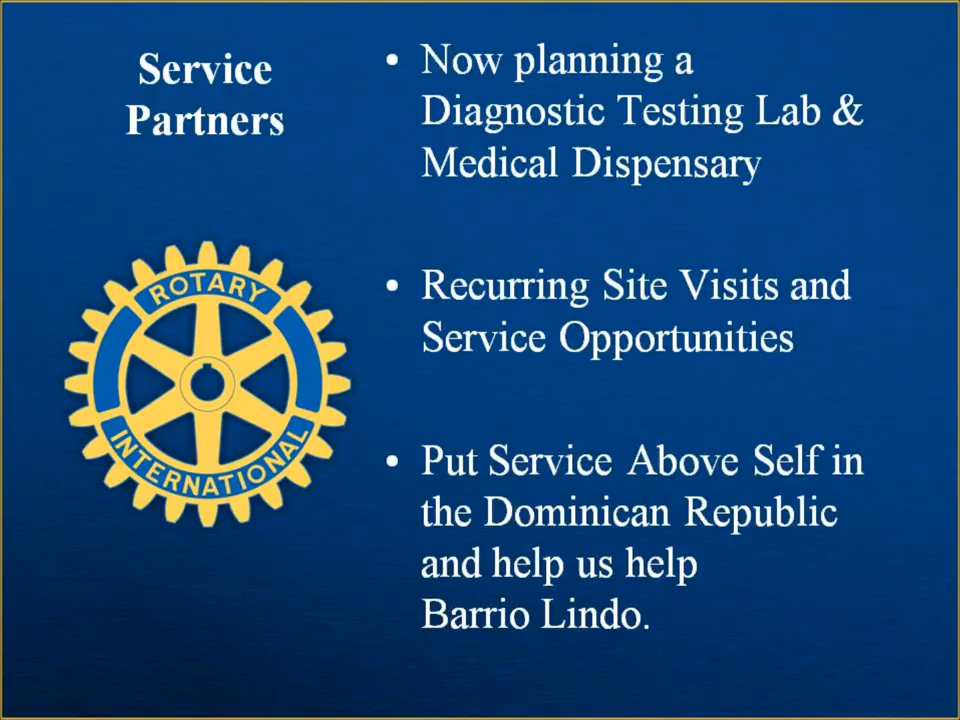 Service
Partners
ROTARY
INTERNATIONAL
• Now planning a
Diagnostic Testing Lab &
Medical Dispensary
• Recurring Site Visits and
Service Opportunities
• Put Service Above Self in
the Dominican Republic
and help us help
Barrio Lindo.